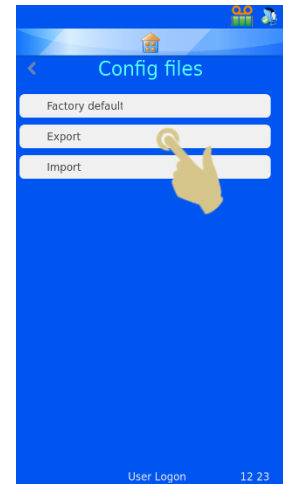 Config files
Factory default
Export
Import
User Logon 12 23